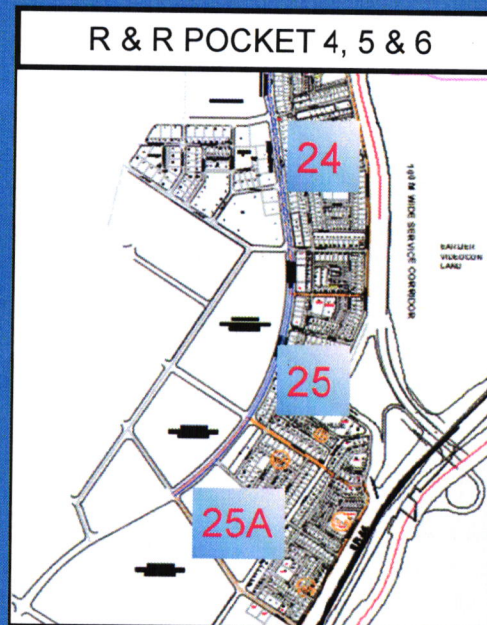 R & R POCKET 4, 5 & 6
24
100 M WIDE SERVICE CORRIDOR
EARLIER
VIDEOCON
LAND
25
25A